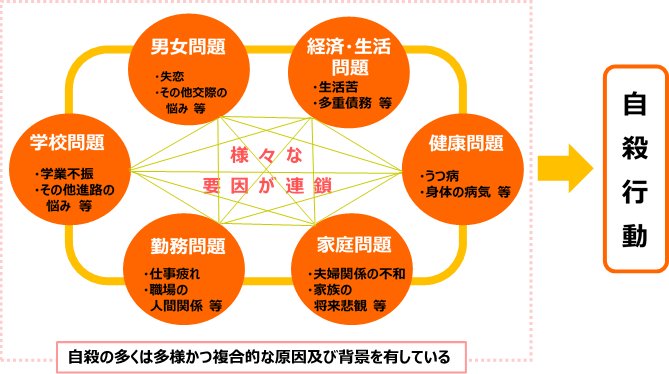 男女問題
・失恋
・その他交際の
悩み 等
経済・生活
問題
・生活苦
・多重債務 等
学校問題
・学業不振
・その他進路の
悩み 等
様々な
要因が連鎖
健康問題
・うつ病
・身体の病気 等
勤務問題
・仕事疲れ
・職場の
人間関係 等
家庭問題
・夫婦関係の不和
・家族の
将来悲観 等
自殺行動
自殺の多くは多様かつ複合的な原因及び背景を有している